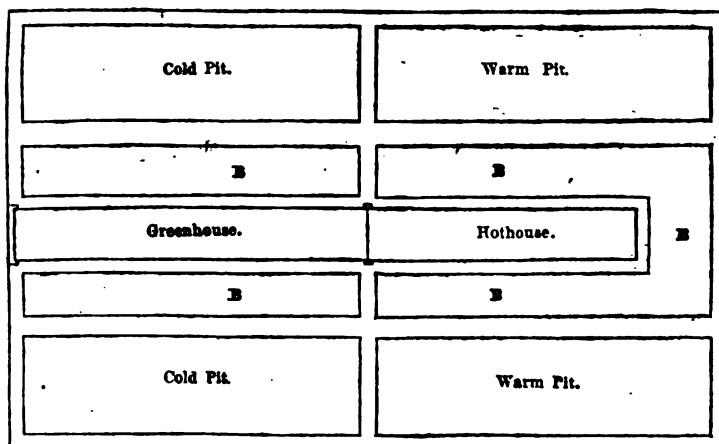 Cold Pit.
Warm Pit.
B
B
Greenhouse.
Hothouse.
B
B
B
Cold Pit.
Warm Pit.